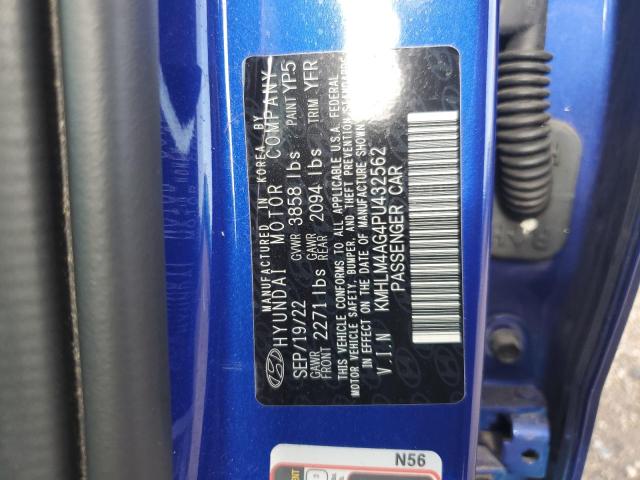 MANUFACTURED IN KOREA BY
HYUNDAI MOTOR COMPANY
SEP/19/22 GVWR 3858 lbs PAINT YP5
GAWR FRONT 2271 lbs GAWR REAR 2094 lbs TRIM YFR
THIS VEHICLE CONFORMS TO ALL APPLICABLE U.S.A. FEDERAL
MOTOR VEHICLE SAFETY, BUMPER, AND THEFT PREVENTION STANDARDS
IN EFFECT ON THE DATE OF MANUFACTURE SHOWN
V.I.N KMHLM4AG4PU432562
PASSENGER CAR
N56